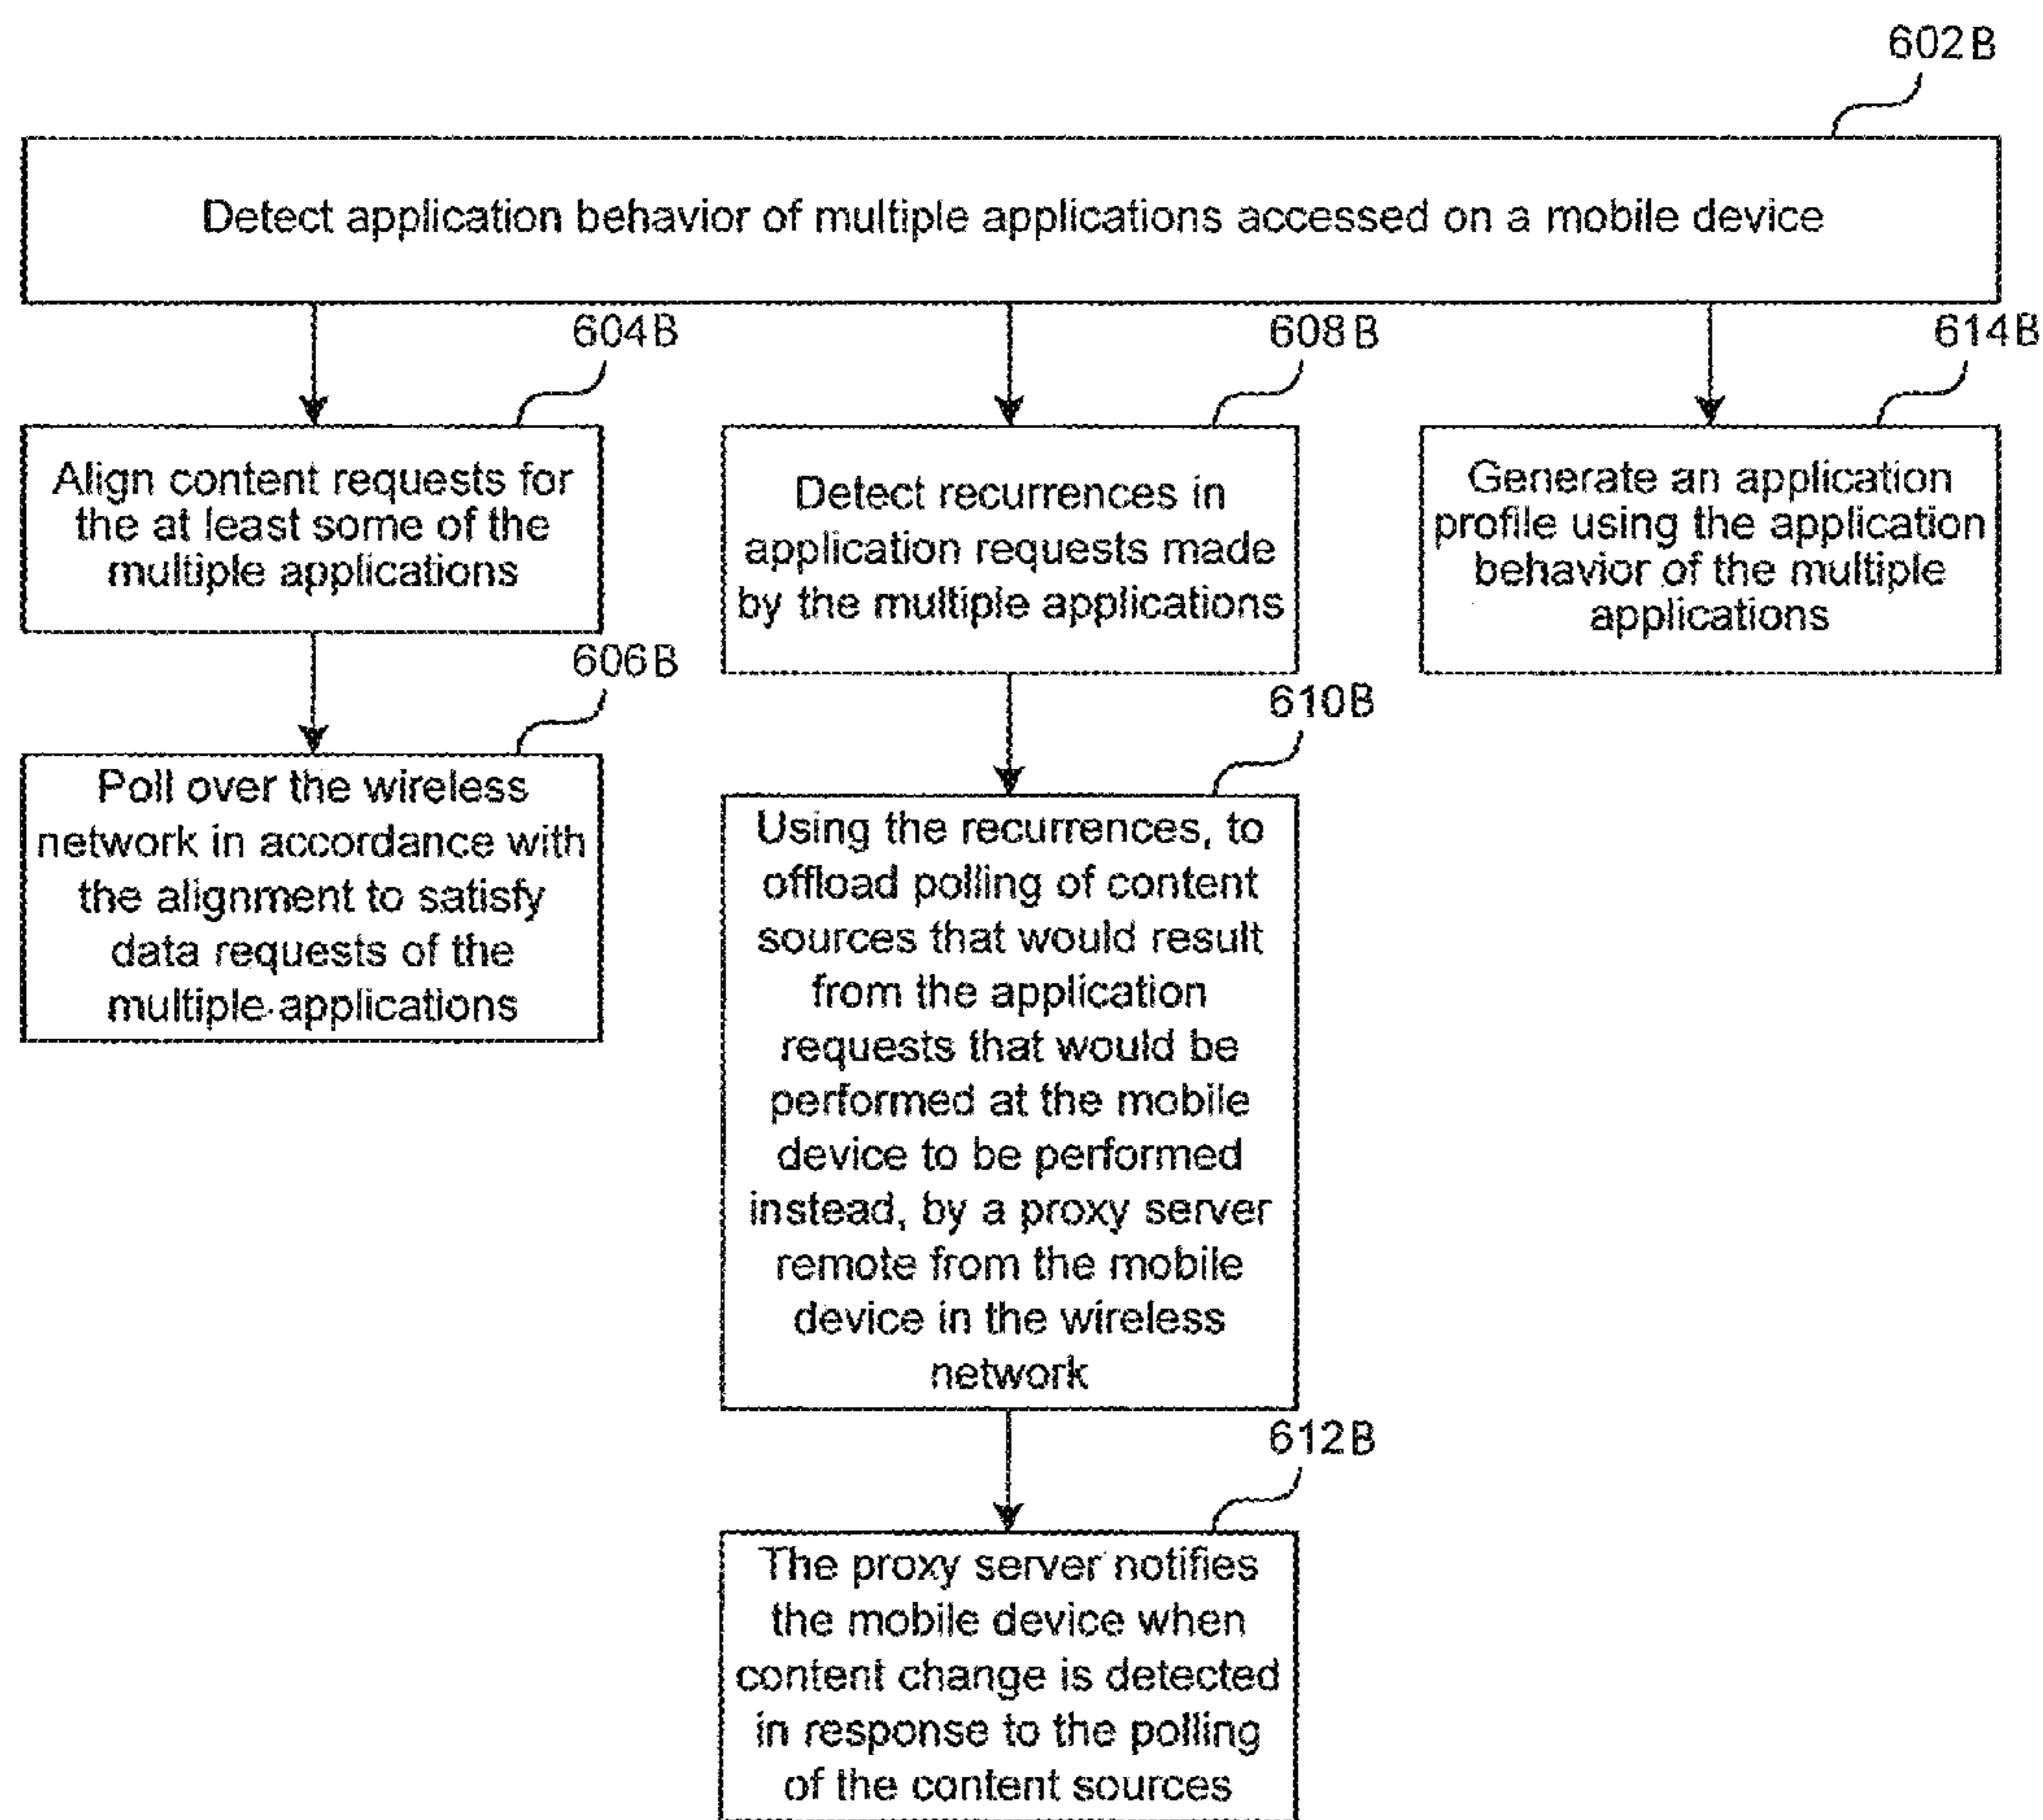 602B
Detect application behavior of multiple applications accessed on a mobile device
604B
Align content requests for
the at least some of the
multiple applications
606B
Poll over the wireless
network in accordance with
the alignment to satisfy
data requests of the
multiple applications
608B
Detect recurrences in
application requests made
by the multiple applications
610B
Using the recurrences, to
offload polling of content
sources that would result
from the application
requests that would be
performed at the mobile
device to be performed
instead, by a proxy server
remote from the mobile
device in the wireless
network
612B
The proxy server notifies
the mobile device when
content change is detected
in response to the polling
of the content sources
614B
Generate an application
profile using the application
behavior of the multiple
applications